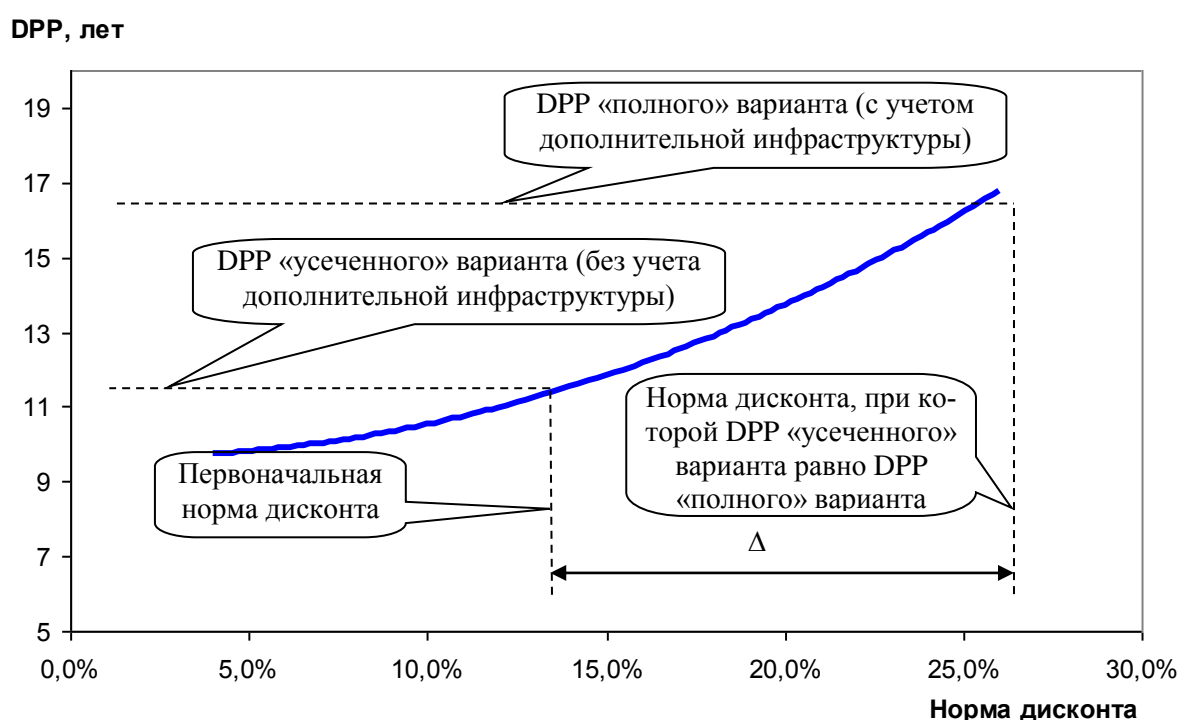 DPP, лет
19
DPP «полного» варианта (с учетом
дополнительной инфраструктуры)
17
15
DPP «усеченного» варианта (без учета
дополнительной инфраструктуры)
13
11
Норма дисконта, при ко-
торой DPP «усеченного»
варианта равно DPP
«полного» варианта
9
Первоначальная
норма дисконта
Δ
7
5
0,0% 5,0% 10,0% 15,0% 20,0% 25,0% 30,0%
Норма дисконта